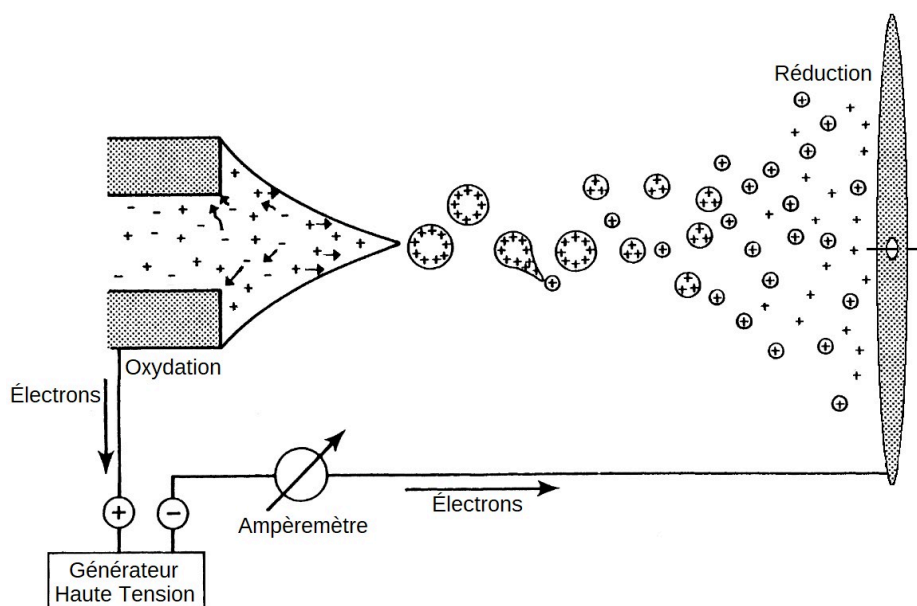 Réduction
Oxydation
Électrons
Électrons
Ampèremètre
Générateur
Haute Tension